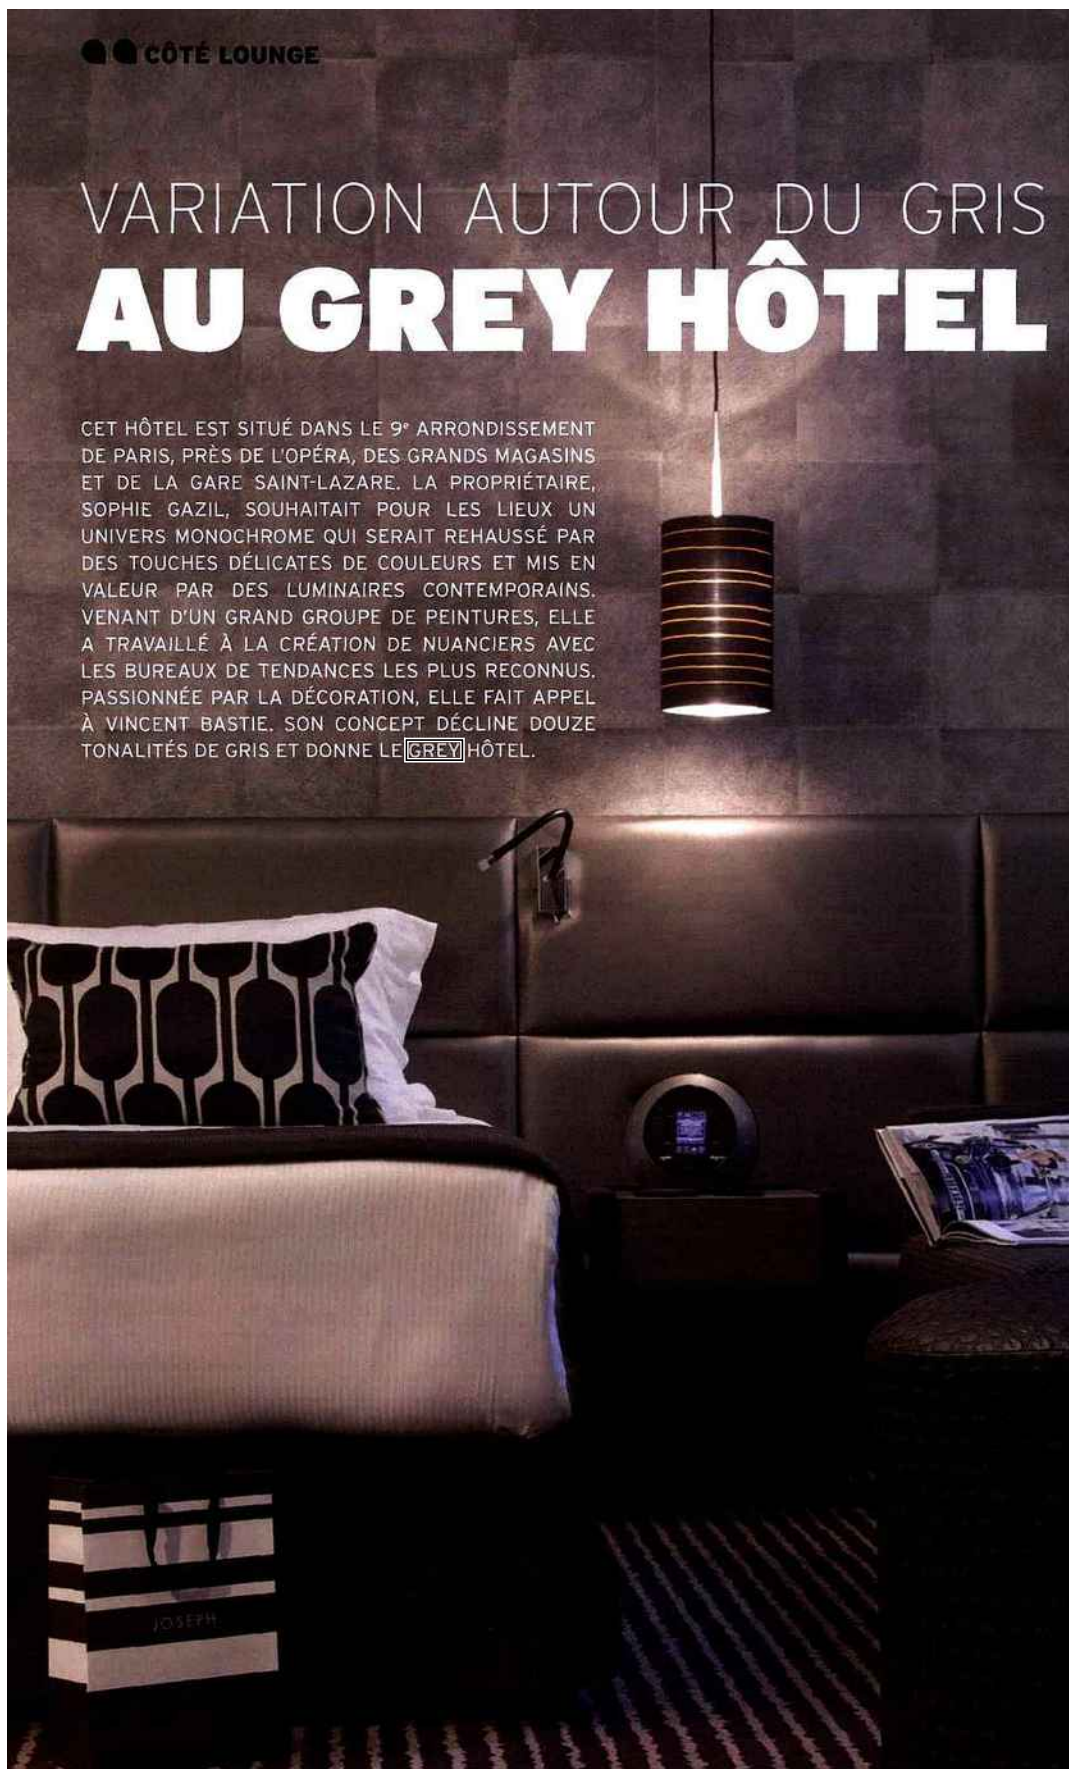 CÔTÉ LOUNGE
VARIATION AUTOUR DU GRIS
AU GREY HÔTEL
CET HÔTEL EST SITUÉ DANS LE 9e ARRONDISSEMENT
DE PARIS, PRÈS DE L'OPÉRA, DES GRANDS MAGASINS
ET DE LA GARE SAINT-LAZARE. LA PROPRIÉTAIRE,
SOPHIE GAZIL, SOUHAITAIT POUR LES LIEUX UN
UNIVERS MONOCHROME QUI SERAIT REHAUSSÉ PAR
DES TOUCHES DÉLICATES DE COULEURS ET MIS EN
VALEUR PAR DES LUMINAIRES CONTEMPORAINS.
VENANT D'UN GRAND GROUPE DE PEINTURES, ELLE
A TRAVAILLÉ À LA CRÉATION DE NUANCIERS AVEC
LES BUREAUX DE TENDANCES LES PLUS RECONNUS.
PASSIONNÉE PAR LA DÉCORATION, ELLE FAIT APPEL
À VINCENT BASTIE. SON CONCEPT DÉCLINE DOUZE
TONALITÉS DE GRIS ET DONNE LE GREY HÔTEL.
JOSEPH